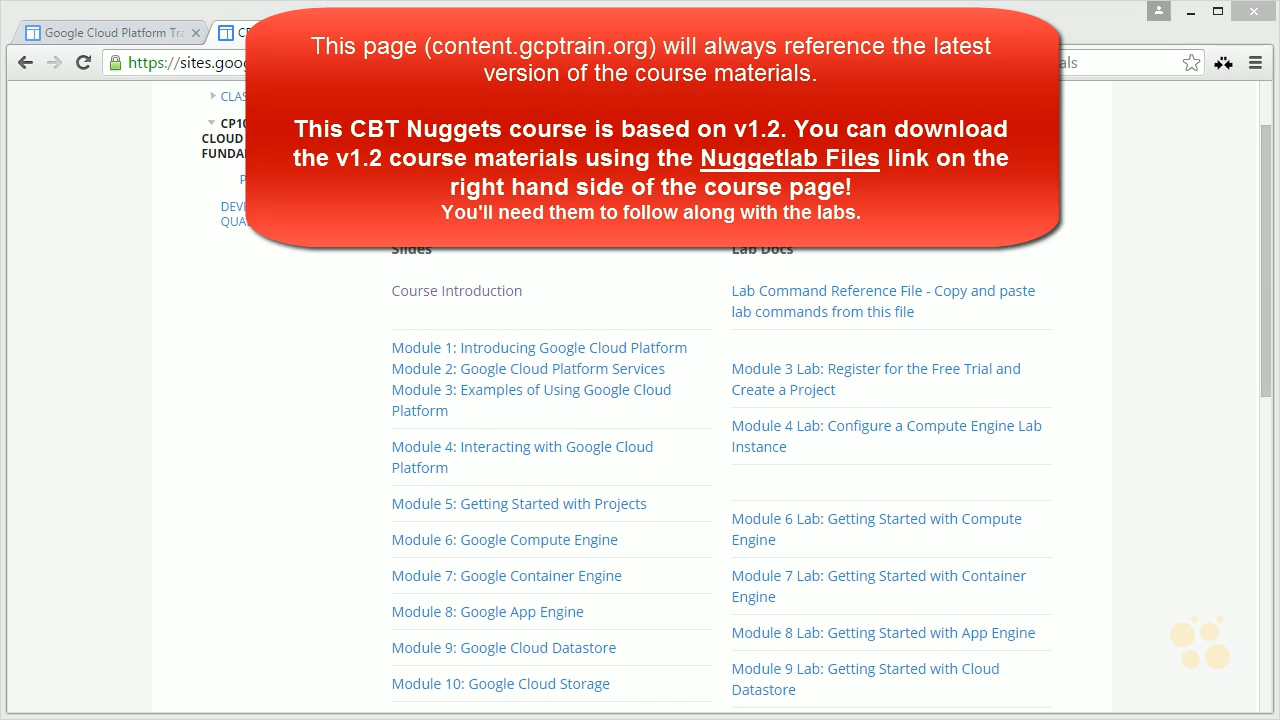 Google Cloud Platform Tra
This page (content.gcptrain.org) will always reference the latest
version of the course materials.
This CBT Nuggets course is based on v1.2. You can download
the v1.2 course materials using the Nuggetlab Files link on the
right hand side of the course page!
You'll need them to follow along with the labs.
https://sites.goo
CLAS
CP10
CLOUD
FUNDA
DEVE
QUAL
Slides
Lab Docs
Course Introduction
Lab Command Reference File - Copy and paste
lab commands from this file
Module 1: Introducing Google Cloud Platform
Module 2: Google Cloud Platform Services
Module 3: Examples of Using Google Cloud
Platform
Module 3 Lab: Register for the Free Trial and
Create a Project
Module 4: Interacting with Google Cloud
Platform
Module 4 Lab: Configure a Compute Engine Lab
Instance
Module 5: Getting Started with Projects
Module 6: Google Compute Engine
Module 6 Lab: Getting Started with Compute
Engine
Module 7: Google Container Engine
Module 7 Lab: Getting Started with Container
Engine
Module 8: Google App Engine
Module 8 Lab: Getting Started with App Engine
Module 9: Google Cloud Datastore
Module 9 Lab: Getting Started with Cloud
Datastore
Module 10: Google Cloud Storage